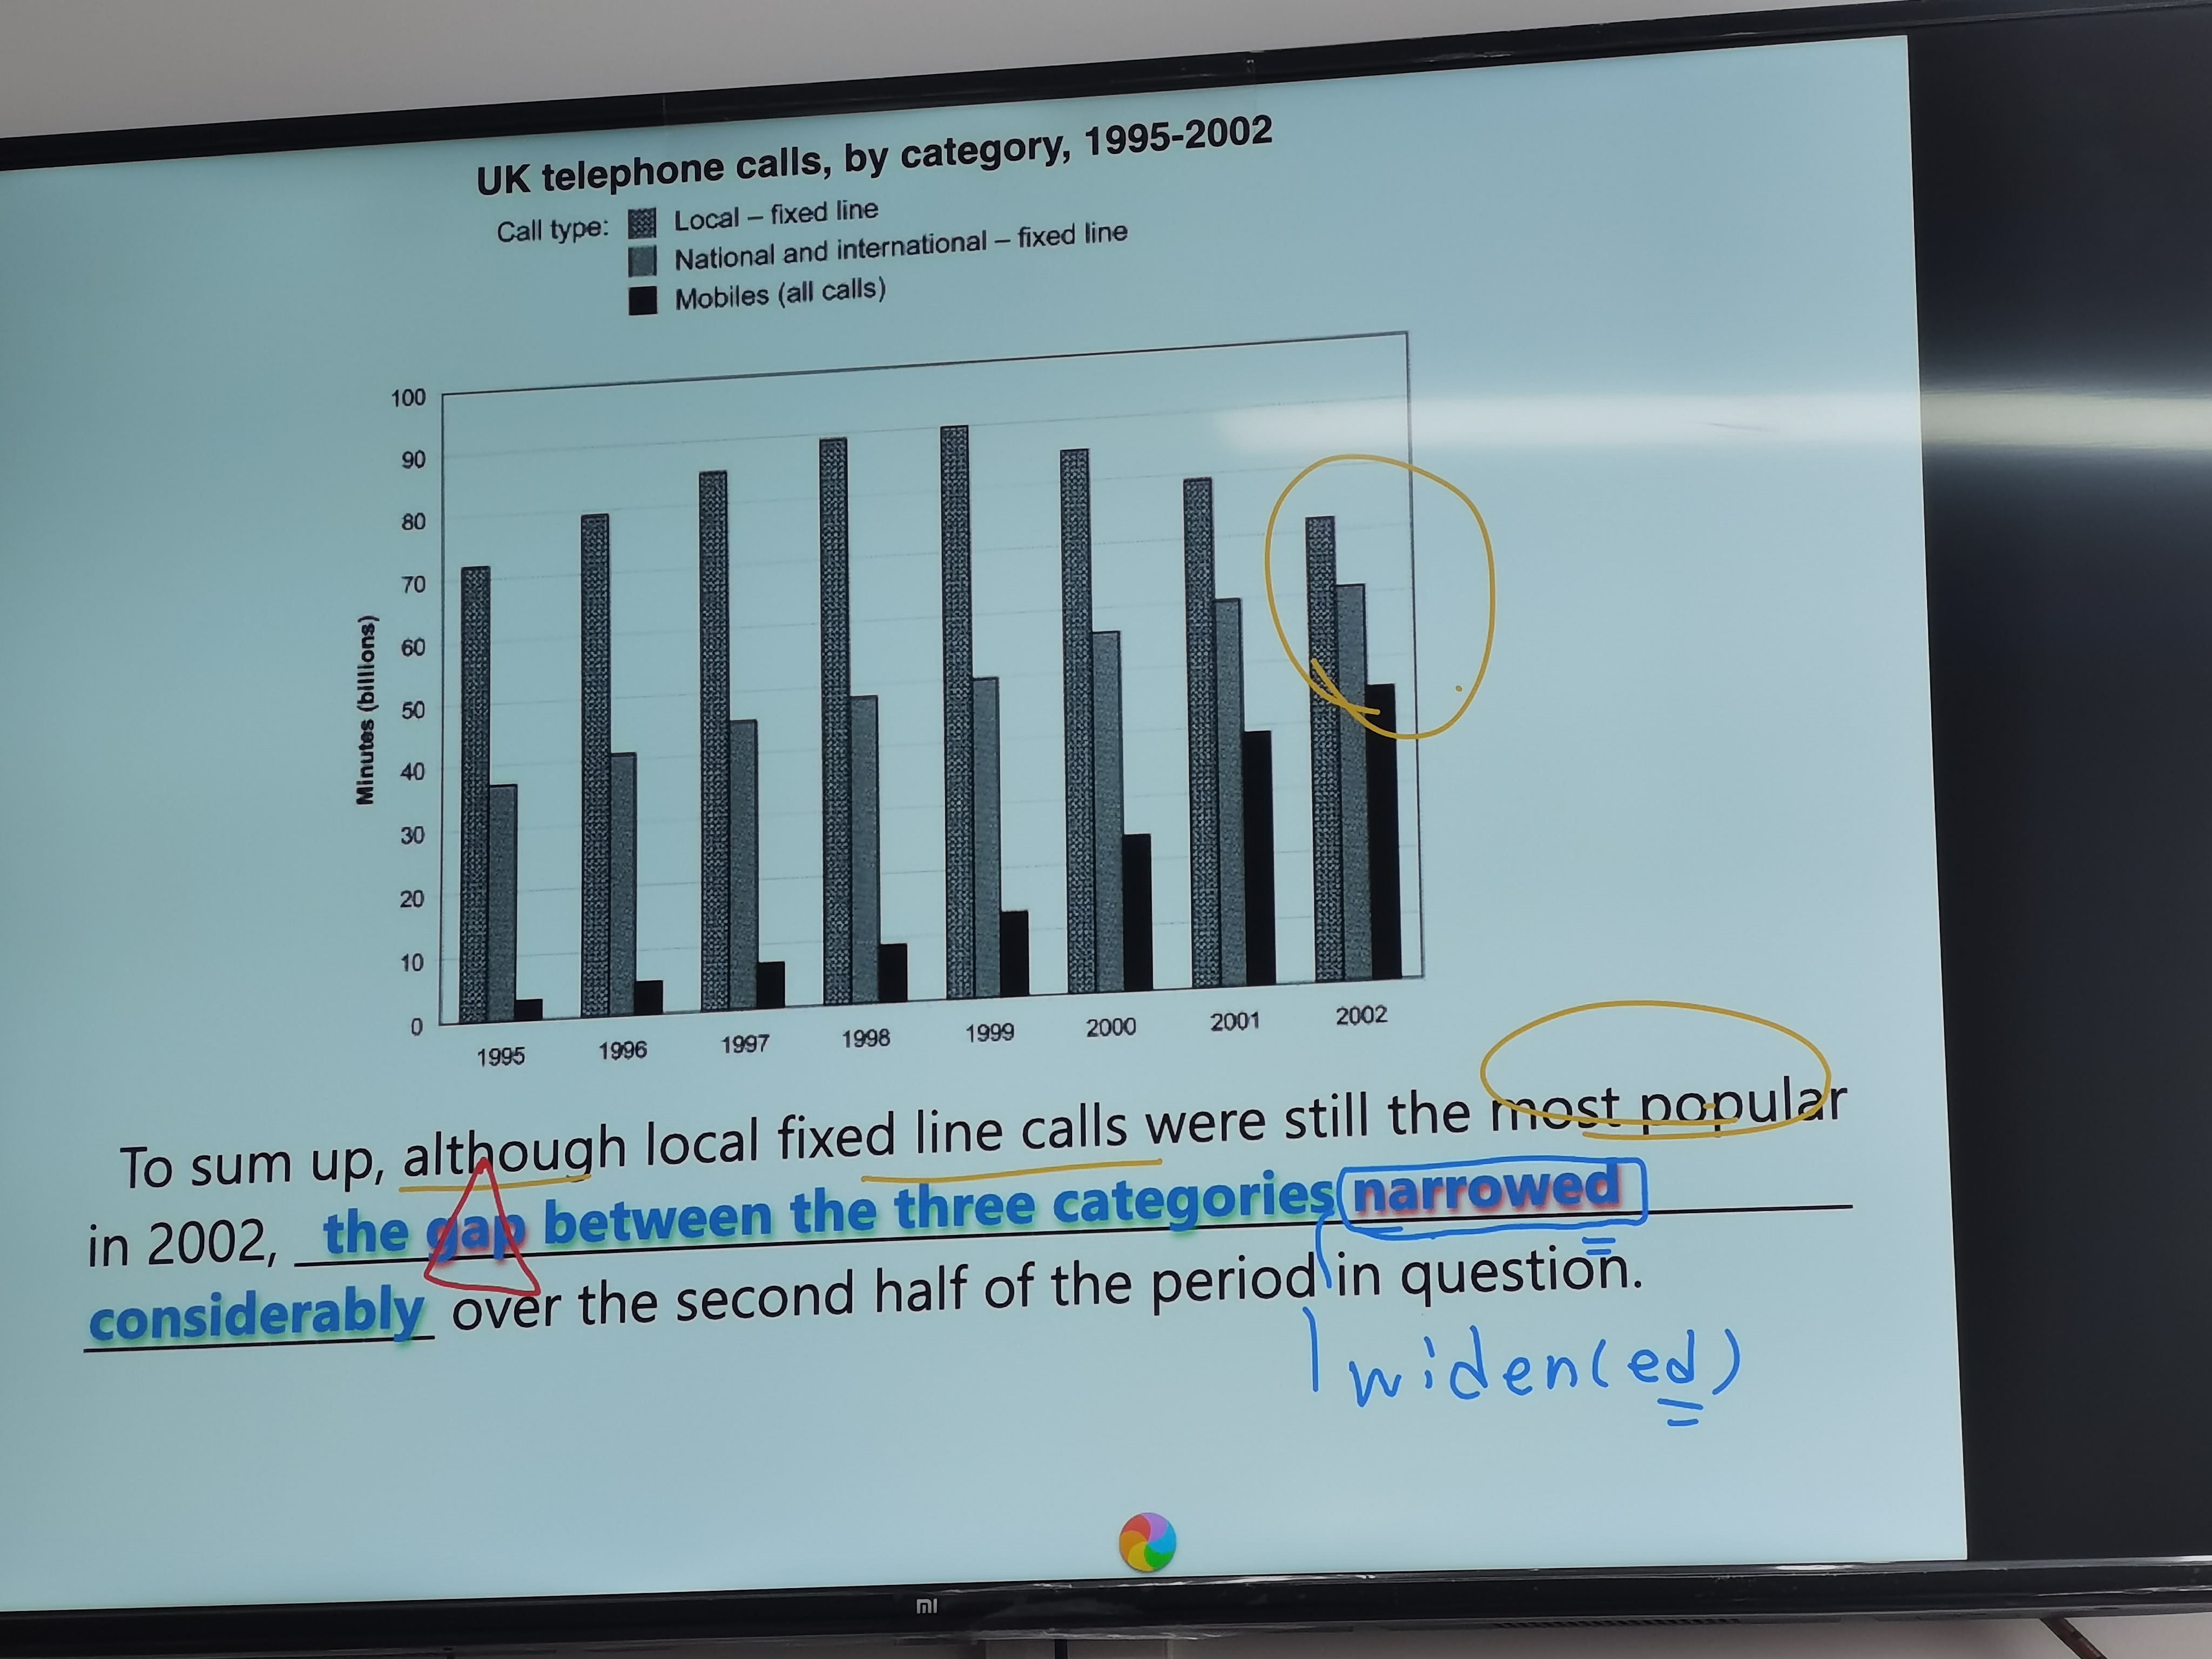 UK telephone calls, by category, 1995-2002
Call type:
Local – fixed line
National and international – fixed line
Mobiles (all calls)
Minutes (billions)
100
90
80
70
60
50
40
30
20
10
0
1995 1996 1997 1998 1999 2000 2001 2002
To sum up, although local fixed line calls were still the most popular
in 2002, the gap between the three categories narrowed
considerably over the second half of the period in question.
widen(ed)
mi